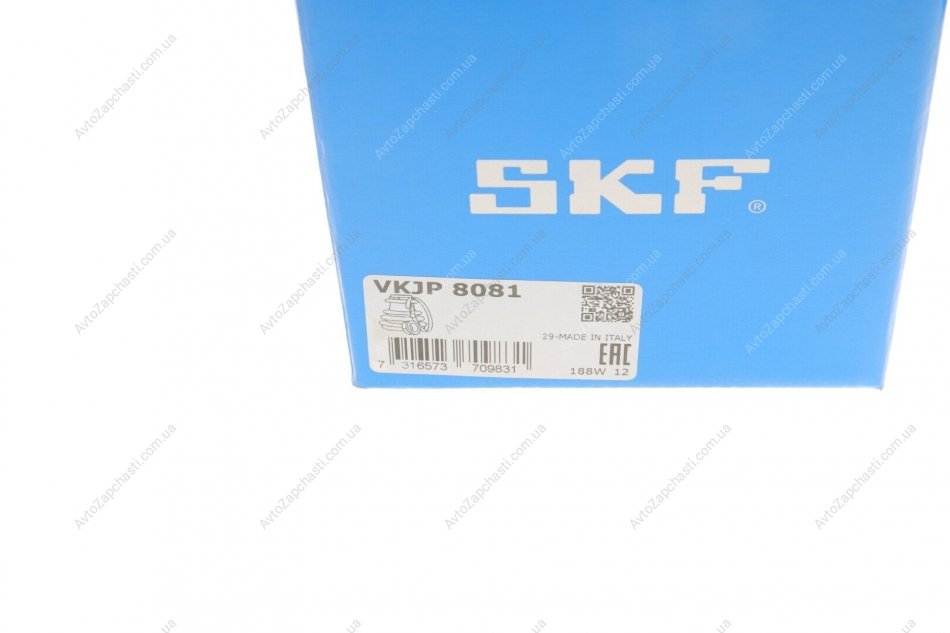 SKF®
VKJP 8081
29-MADE IN ITALY
EAC
7 316573 709831
188W 12
AvtoZapchasti.com.ua